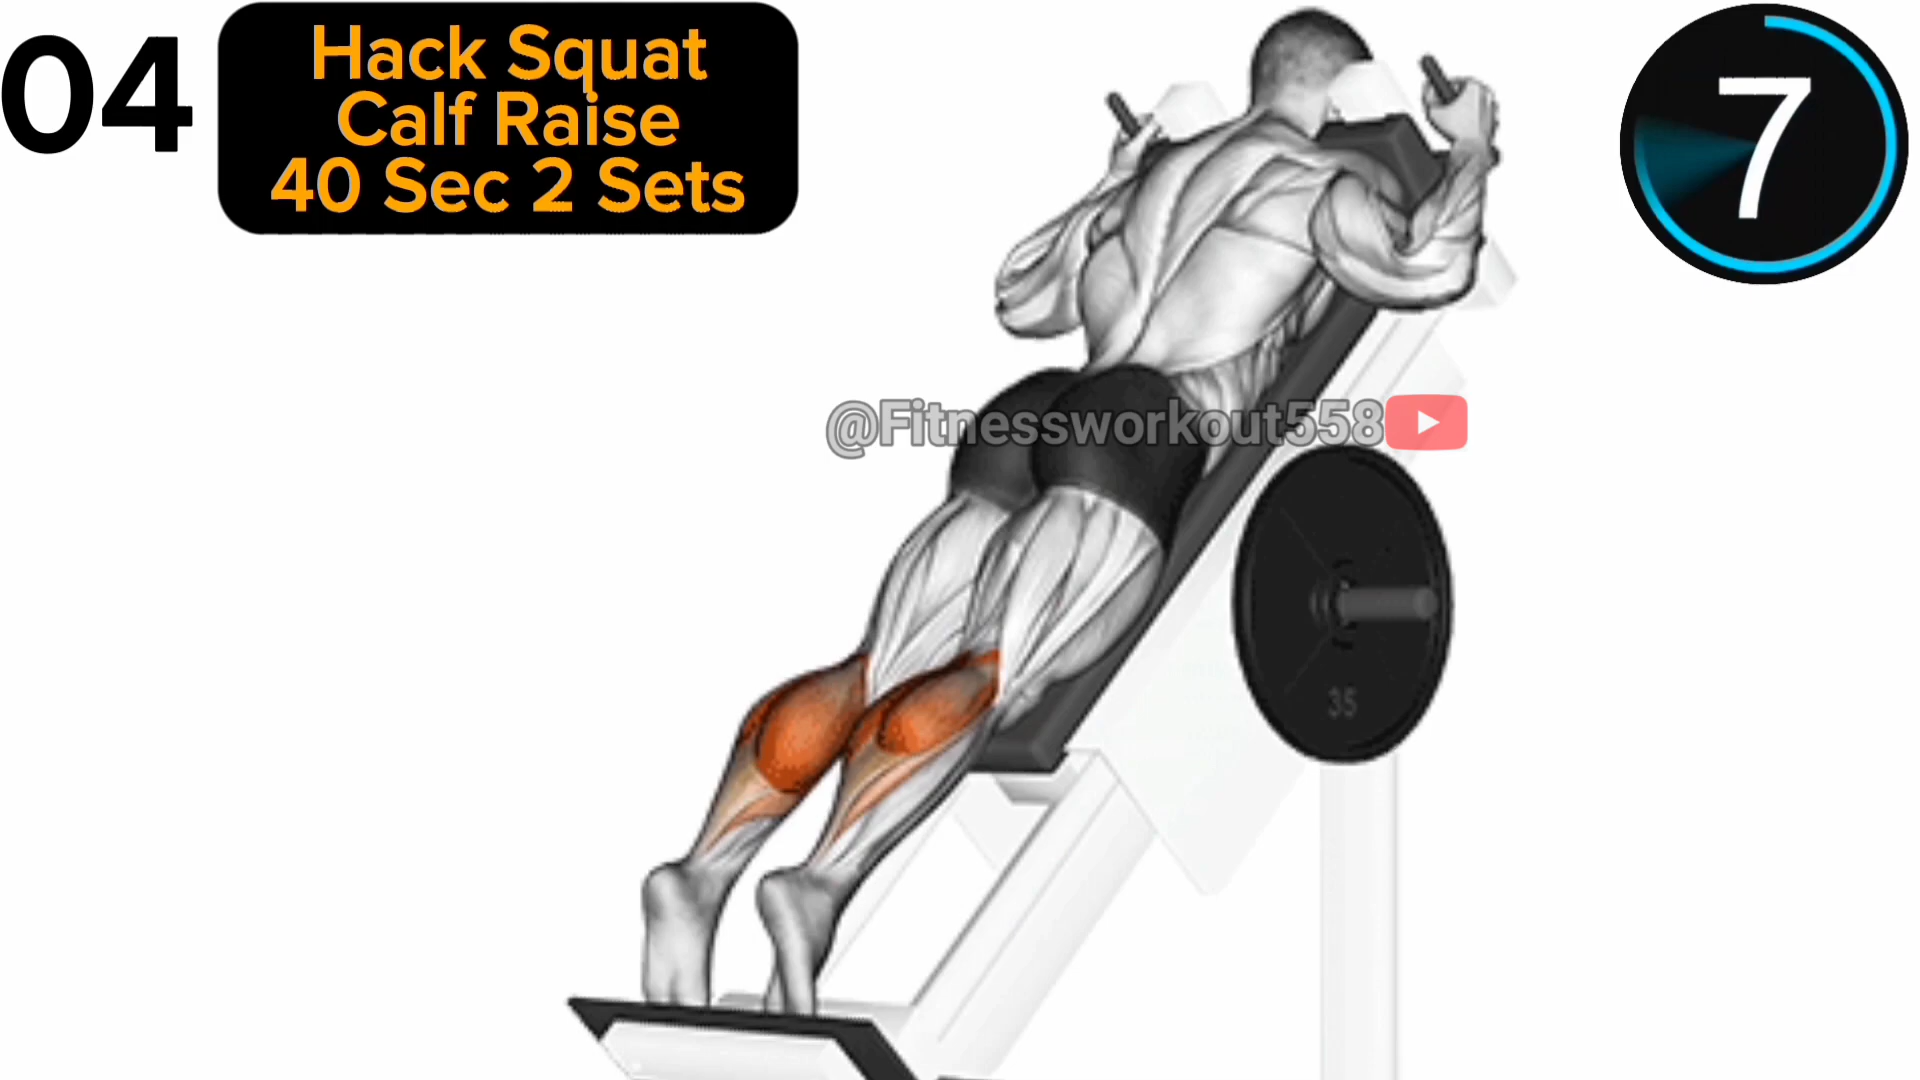 04
Hack Squat
Calf Raise
40 Sec 2 Sets
7
@Fitnessworkout558
35